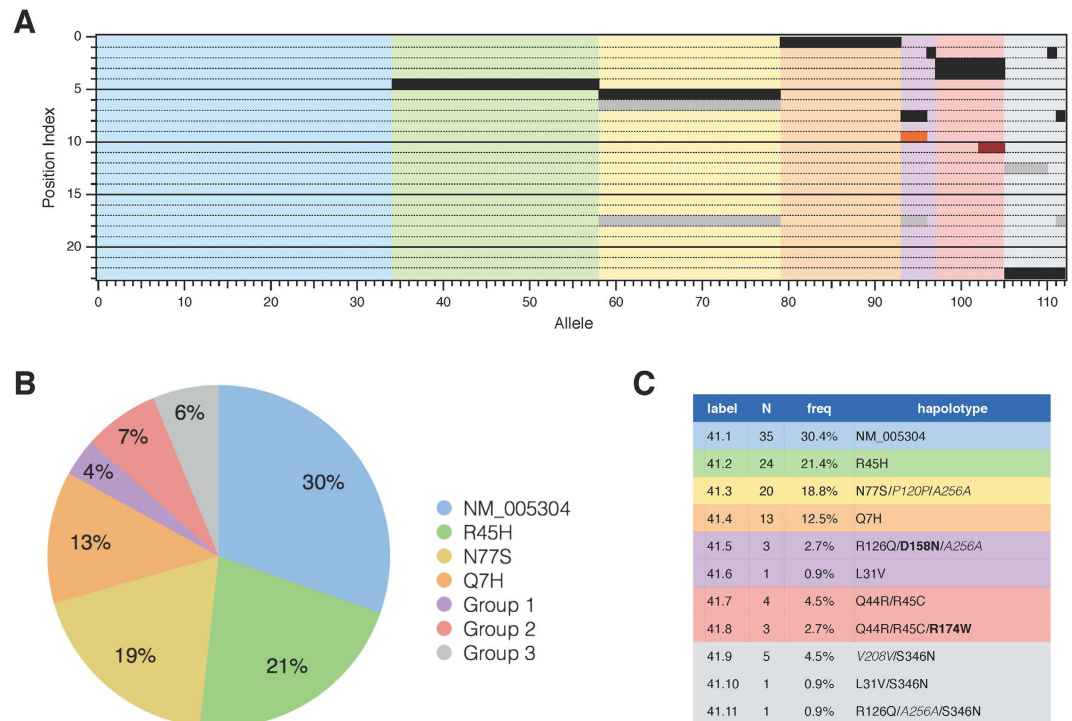 A
0
5
10
15
20
Position Index
0 10 20 30 40 50 60 70 80 90 100 110
Allele
B
30%
21%
19%
13%
4%
7%
6%
NM_005304
R45H
N77S
Q7H
Group 1
Group 2
Group 3
C
label N freq hapolotype
41.1 35 30.4% NM_005304
41.2 24 21.4% R45H
41.3 20 18.8% N77S/P120P/A256A
41.4 13 12.5% Q7H
41.5 3 2.7% R126Q/D158N/A256A
41.6 1 0.9% L31V
41.7 4 4.5% Q44R/R45C
41.8 3 2.7% Q44R/R45C/R174W
41.9 5 4.5% V208V/S346N
41.10 1 0.9% L31V/S346N
41.11 1 0.9% R126Q/A256A/S346N